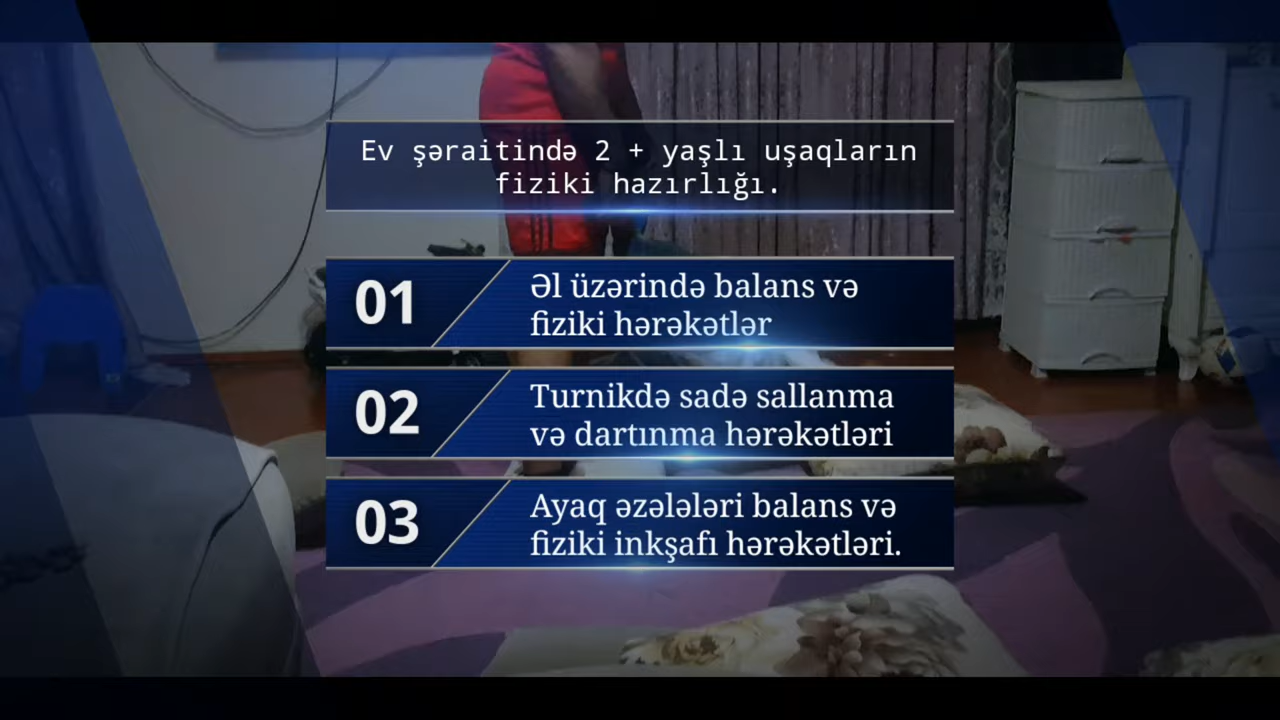 Ev şəraitində 2 + yaşlı uşaqların
fiziki hazırlığı.
01
Əl üzərində balans və
fiziki hərəkətlər
02
Turnikdə sadə sallanma
və dartınma hərəkətləri
03
Ayaq əzələləri balans və
fiziki inkşafı hərəkətləri.